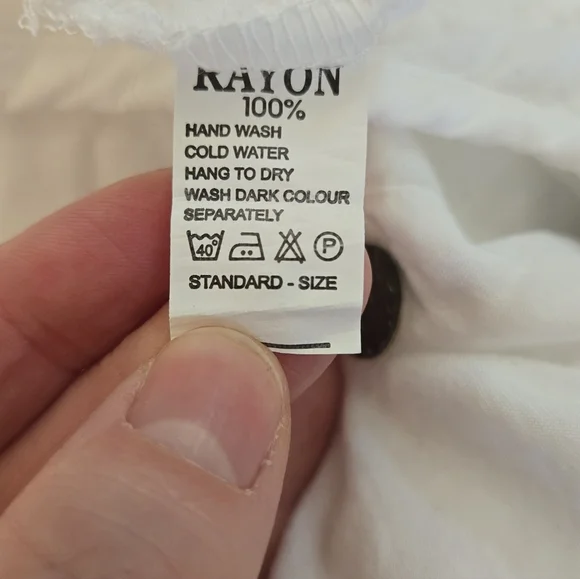 RAYON
100%
HAND WASH
COLD WATER
HANG TO DRY
WASH DARK COLOUR
SEPARATELY
40° P
STANDARD - SIZE